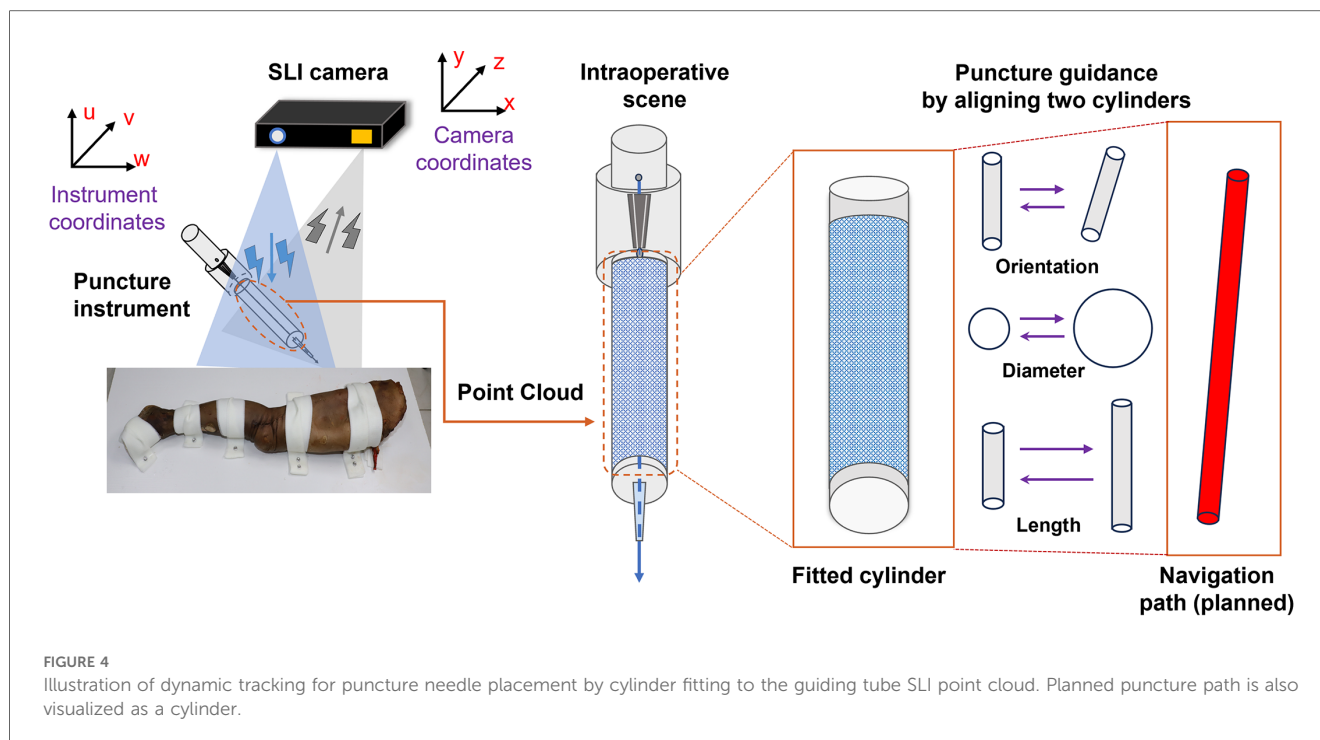 SLI camera
y
z
x
Camera
coordinates
u
v
w
Instrument
coordinates
Puncture
instrument
Point Cloud
Intraoperative
scene
Puncture guidance
by aligning two cylinders
Orientation
Diameter
Length
Fitted cylinder
Navigation
path (planned)
FIGURE 4
Illustration of dynamic tracking for puncture needle placement by cylinder fitting to the guiding tube SLI point cloud. Planned puncture path is also
visualized as a cylinder.